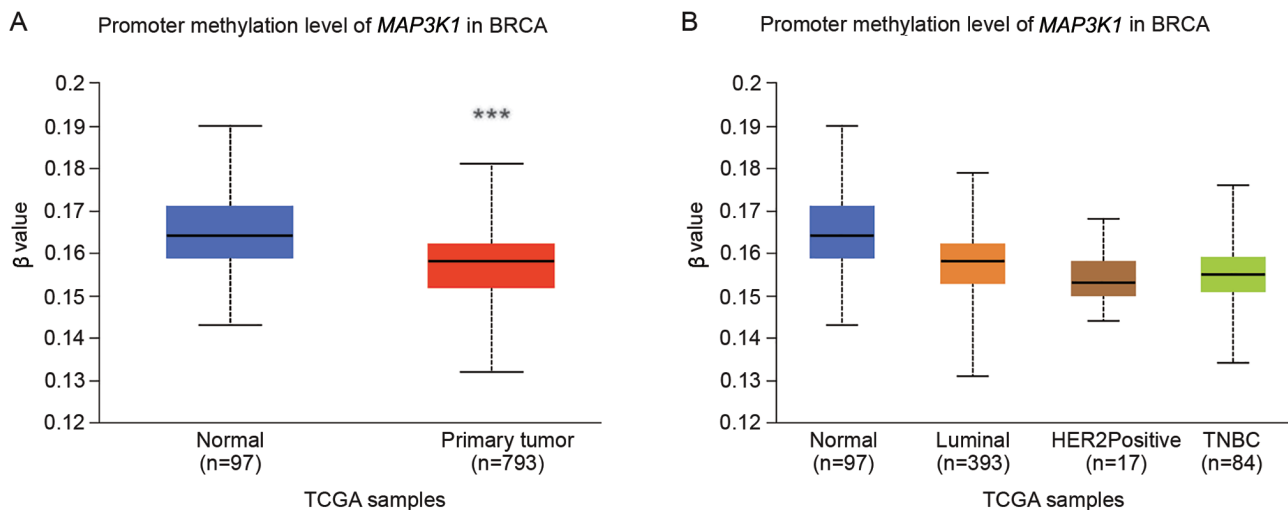 A
Promoter methylation level of MAP3K1 in BRCA
***
β value
0.2
0.19
0.18
0.17
0.16
0.15
0.14
0.13
0.12
Normal
(n=97)
Primary tumor
(n=793)
TCGA samples
B
Promoter methylation level of MAP3K1 in BRCA
β value
0.2
0.19
0.18
0.17
0.16
0.15
0.14
0.13
0.12
Normal
(n=97)
Luminal
(n=393)
HER2Positive
(n=17)
TNBC
(n=84)
TCGA samples